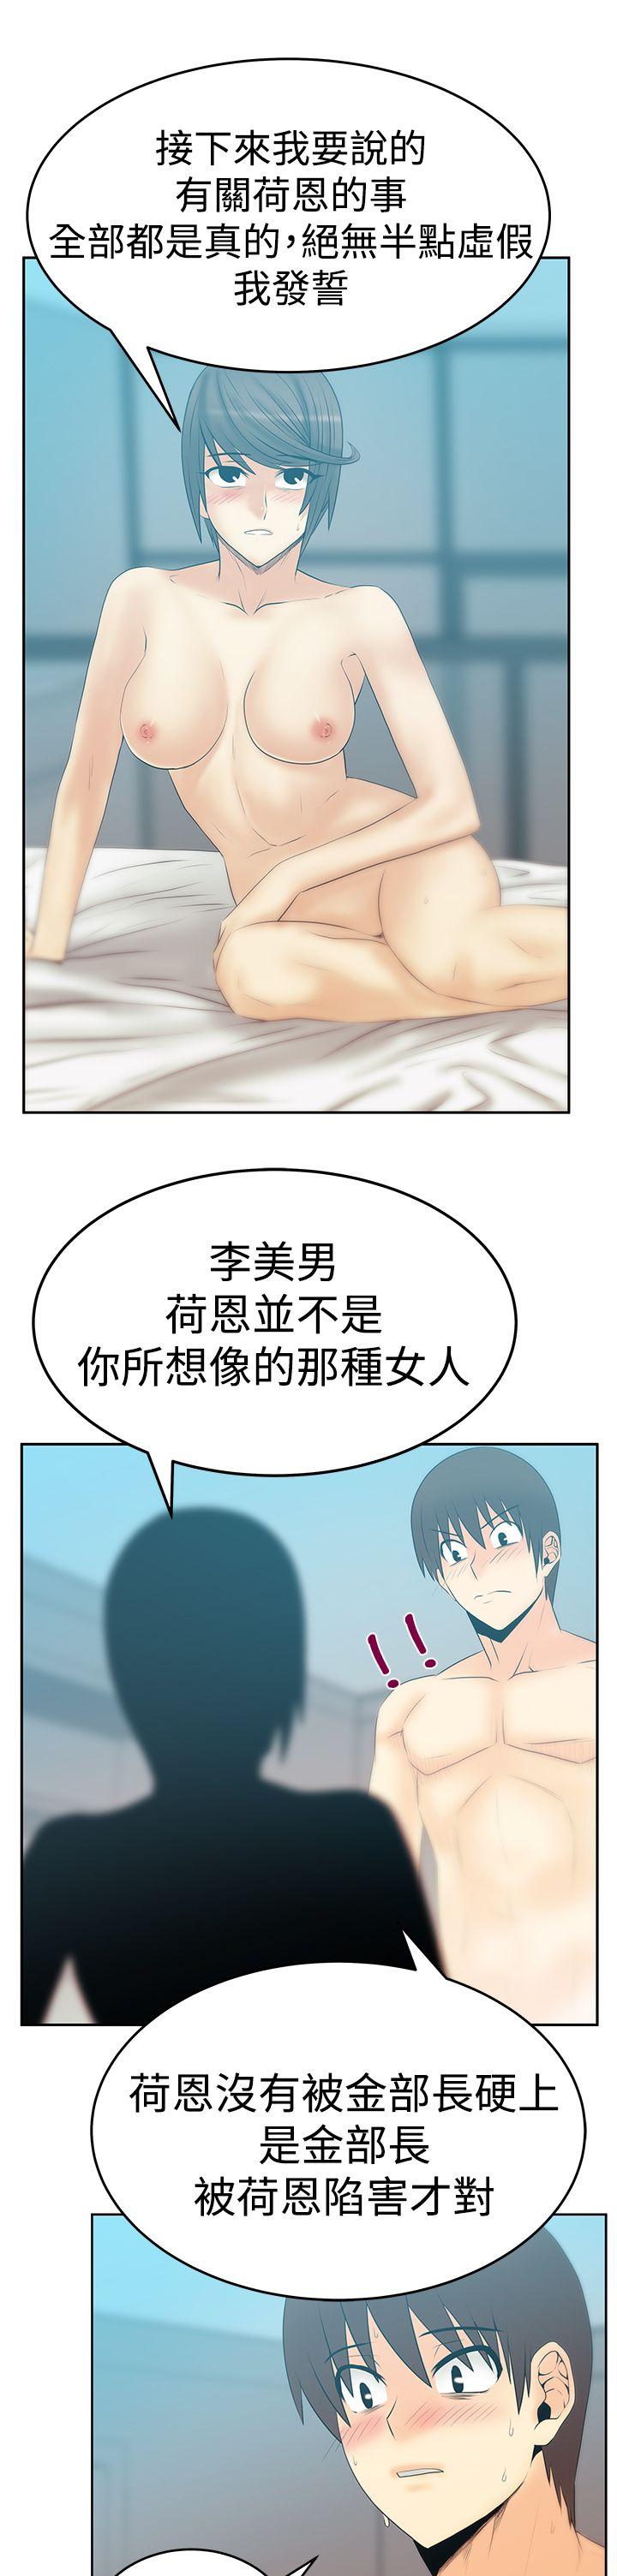 接下來我要說的
有關荷恩的事
全部都是真的，絕無半點虛假
我發誓
李美男
荷恩並不是
你所想像的那種女人
荷恩沒有被金部長硬上
是金部長
被荷恩陷害才對